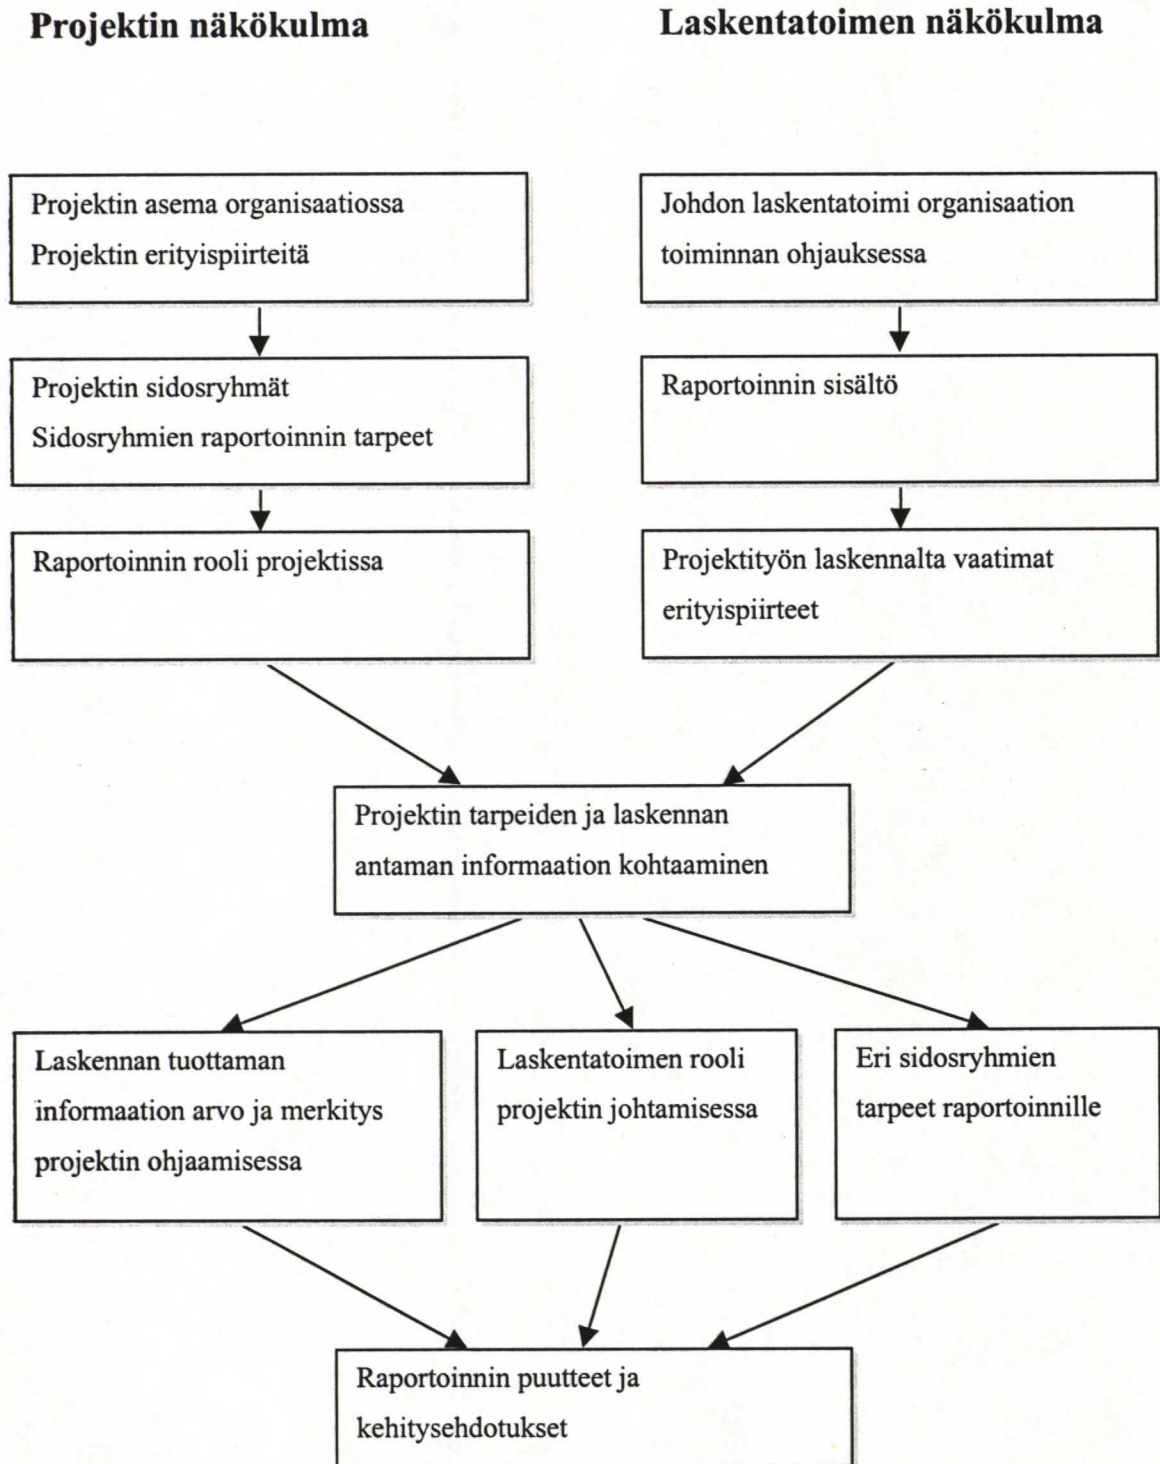 Projektin näkökulma
Laskentatoimen näkökulma
Projektin asema organisaatiossa
Projektin erityispiirteitä
Johdon laskentatoimi organisaation
toiminnan ohjauksessa
Projektin sidosryhmät
Sidosryhmien raportoinnin tarpeet
Raportoinnin sisältö
Raportoinnin rooli projektissa
Projektityön laskennalta vaatimat
erityispiirteet
Projektin tarpeiden ja laskennan
antaman informaation kohtaaminen
Laskennan tuottaman
informaation arvo ja merkitys
projektin ohjaamisessa
Laskentatoimen rooli
projektin johtamisessa
Eri sidosryhmien
tarpeet raportoinnille
Raportoinnin puutteet ja
kehitysehdotukset